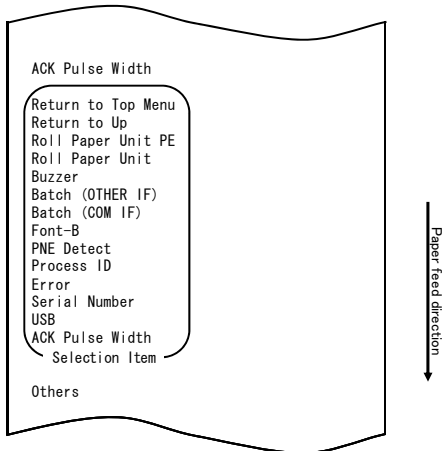 ACK Pulse Width
Return to Top Menu
Return to Up
Roll Paper Unit PE
Roll Paper Unit
Buzzer
Batch (OTHER IF)
Batch (COM IF)
Font-B
PNE Detect
Process ID
Error
Serial Number
USB
ACK Pulse Width
Selection Item
Others
Paper feed direction